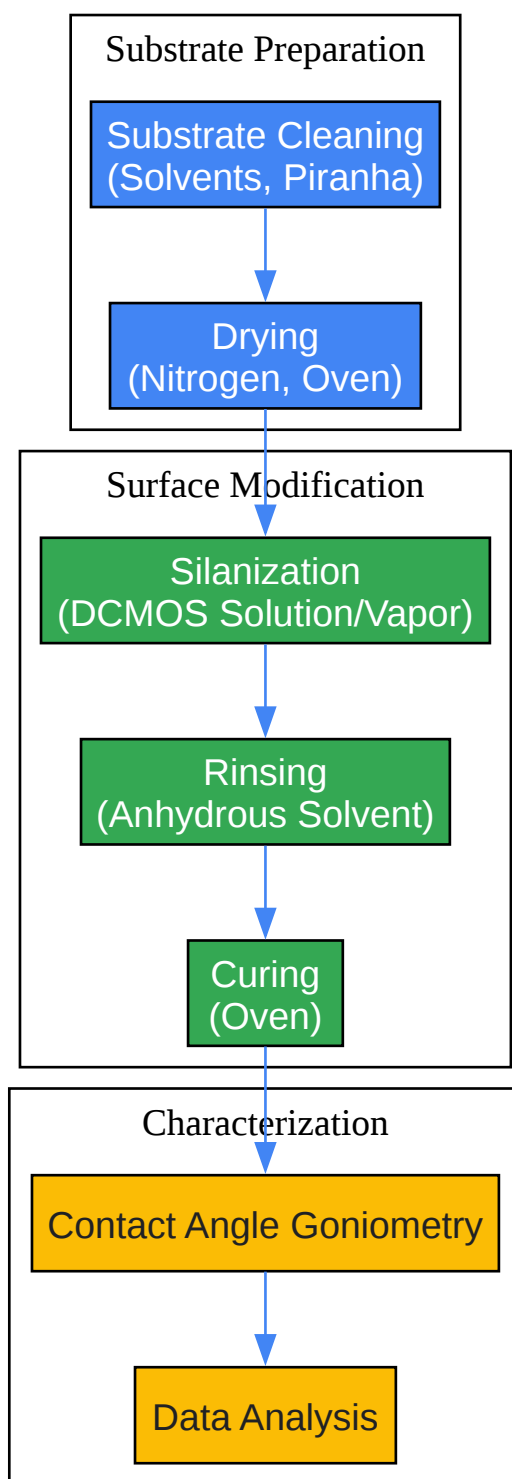 Substrate Preparation
Substrate Cleaning
(Solvents, Piranha)
Drying
(Nitrogen, Oven)
Surface Modification
Silanization
(DCMOS Solution/Vapor)
Rinsing
(Anhydrous Solvent)
Curing
(Oven)
Characterization
Contact Angle Goniometry
Data Analysis